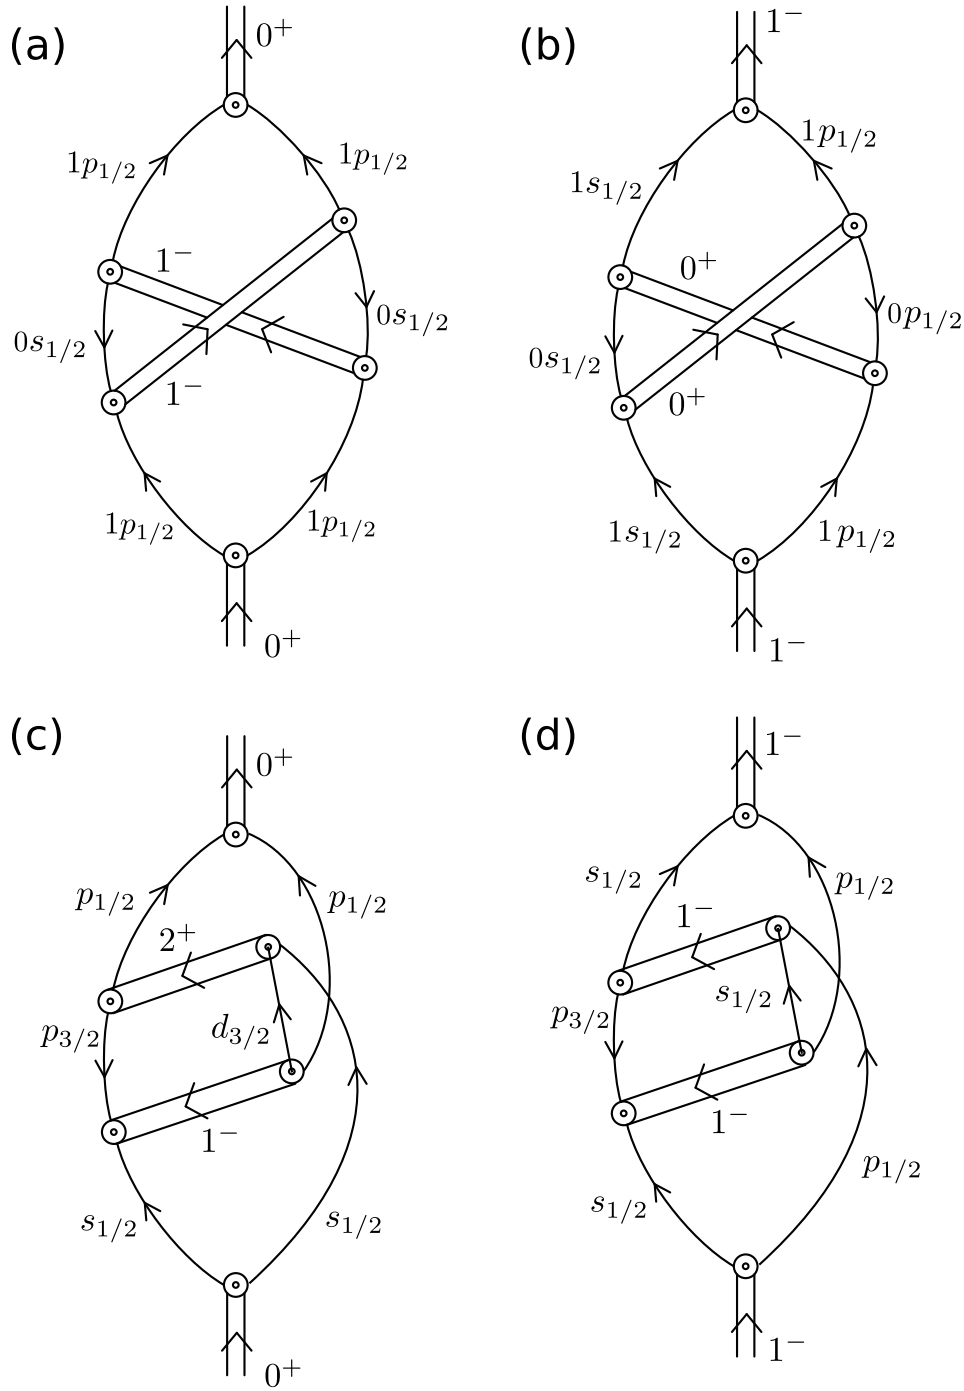 (a)
0⁺
1p₁/₂
1p₁/₂
1⁻
0s₁/₂
0s₁/₂
1⁻
1p₁/₂
1p₁/₂
0⁺
(b)
1⁻
1p₁/₂
1s₁/₂
0⁺
0p₁/₂
0s₁/₂
0⁺
1s₁/₂
1p₁/₂
1⁻
(c)
0⁺
p₁/₂
p₁/₂
2⁺
d₃/₂
p₃/₂
1⁻
s₁/₂
s₁/₂
0⁺
(d)
1⁻
s₁/₂
p₁/₂
1⁻
s₁/₂
p₃/₂
1⁻
p₁/₂
s₁/₂
1⁻